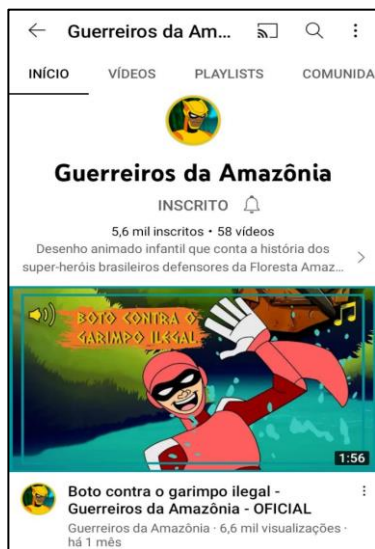 Guerreiros da Am...
INÍCIO VÍDEOS PLAYLISTS COMUNIDA
Guerreiros da Amazônia
INSCRITO
5,6 mil inscritos • 58 vídeos
Desenho animado infantil que conta a história dos
super-heróis brasileiros defensores da Floresta Amaz...
BOTO CONTRA O
GARIMPO ILEGAL
1:56
Boto contra o garimpo ilegal -
Guerreiros da Amazônia - OFICIAL
Guerreiros da Amazônia · 6,6 mil visualizações ·
há 1 mês